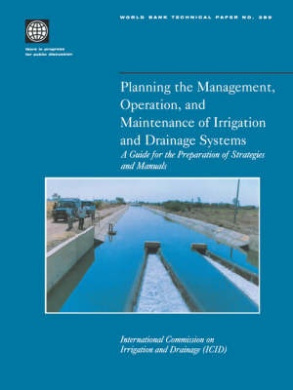 WORLD BANK TECHNICAL PAPER NO. 389
Work in progress
for public discussion
Planning the Management,
Operation, and
Maintenance of Irrigation
and Drainage Systems
A Guide for the Preparation of Strategies
and Manuals
International Commission on
Irrigation and Drainage (ICID)